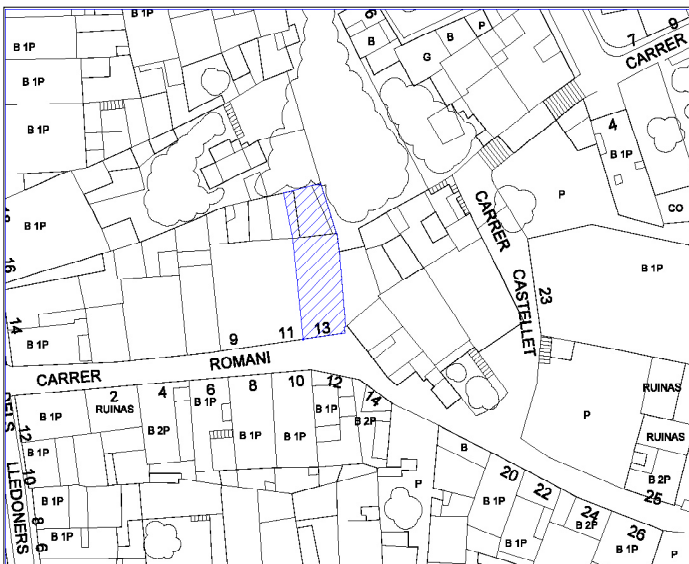 6
B 1P
B
G
B
P
7
9
CARRER
B 1P
B 1P
4
B 1P
CO
P
B 1P
16
14
B 1P
CARRER
CASTELLET
23
B 1P
9
11
13
CARRER
ROMANI
2
RUINAS
4
6
8
10
12
14
B 1P
B 2P
B 1P
B 1P
B 1P
B 1P
B 2P
P
RUINAS
RUINAS
B 2P
25
DELS
LLEDONERS
12
10
8
6
B 1P
B 1P
B 1P
P
B
20
22
24
26
B 1P
B 1P
B 2P
B 1P
P